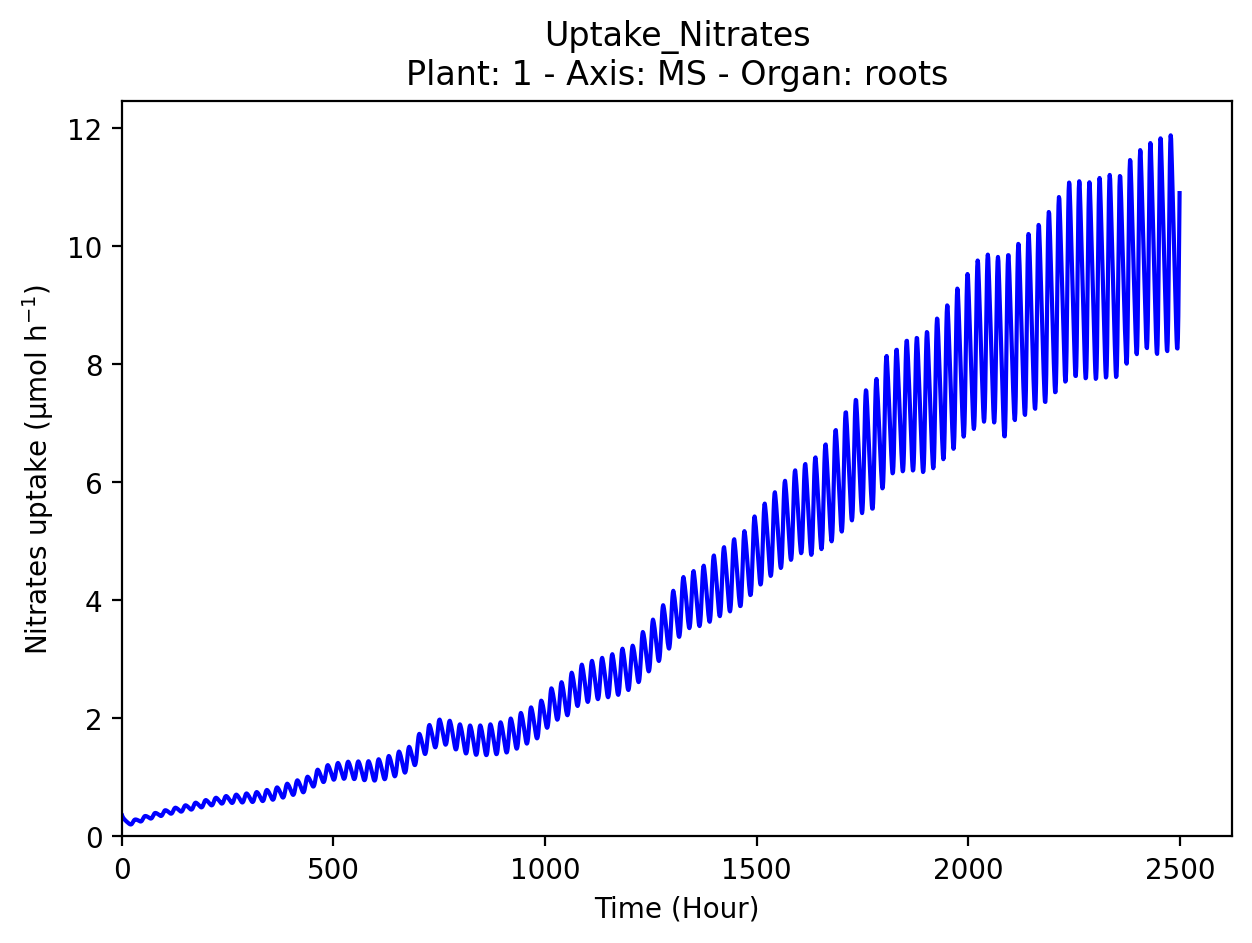 Uptake_Nitrates
Plant: 1 - Axis: MS - Organ: roots
Nitrates uptake (µmol h⁻¹)
12
10
8
6
4
2
0
0 500 1000 1500 2000 2500
Time (Hour)